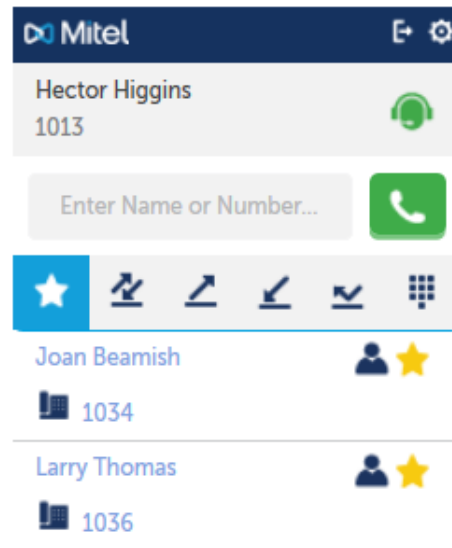 Mitel
Hector Higgins
1013
Enter Name or Number...
Joan Beamish
1034
Larry Thomas
1036